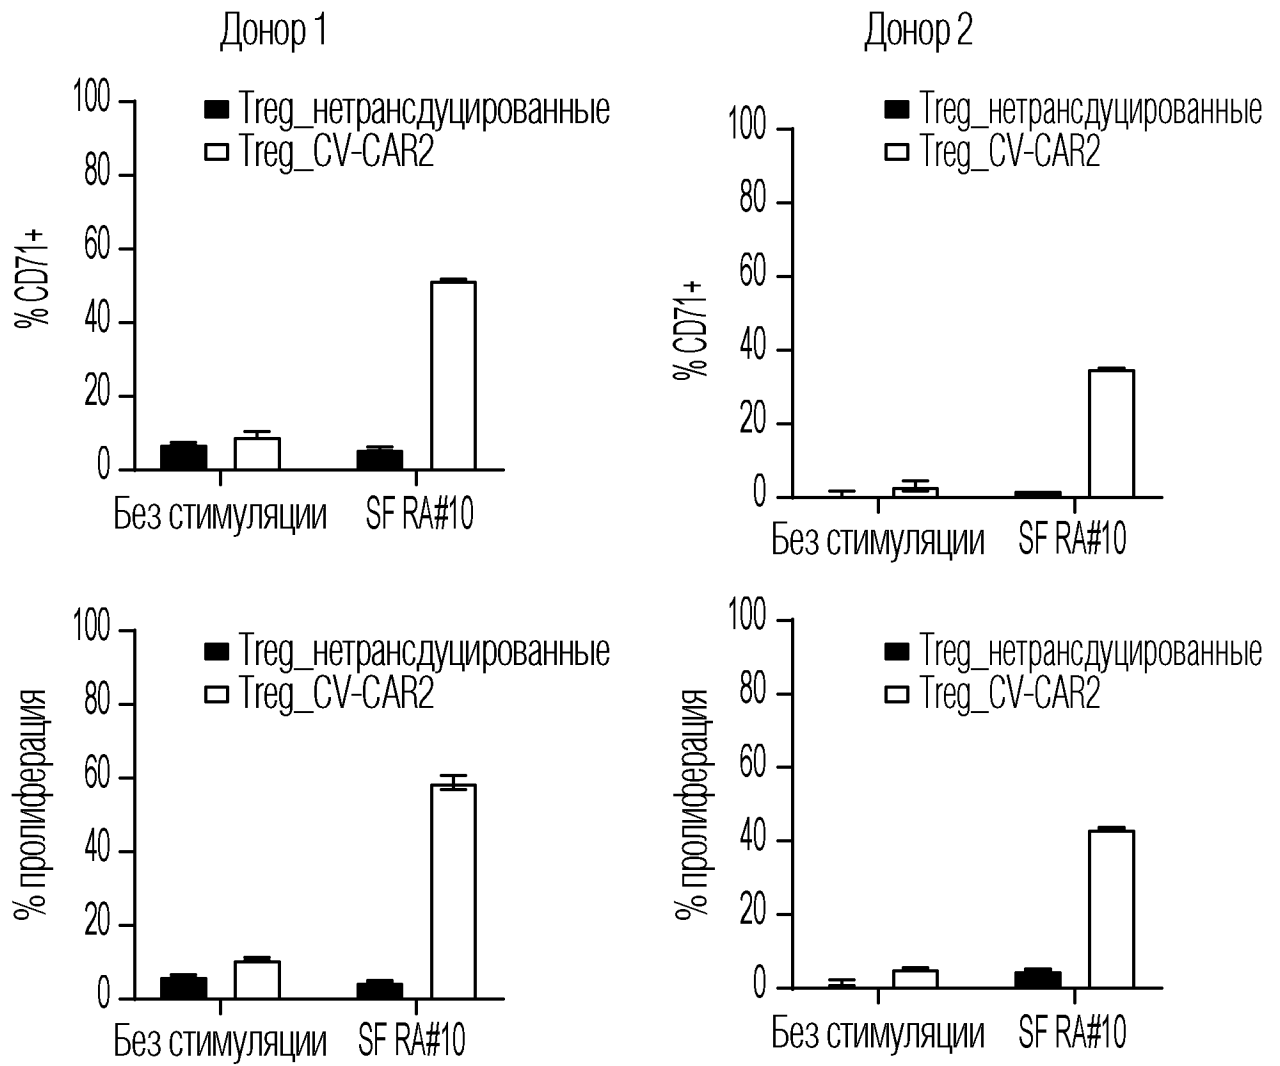 Донор 1
Донор 2
Treg_нетрансдуцированные
Treg_CV-CAR2
% CD71+
100
80
60
40
20
0
Без стимуляции
SF RA#10
Treg_нетрансдуцированные
Treg_CV-CAR2
% CD71+
100
80
60
40
20
0
Без стимуляции
SF RA#10
Treg_нетрансдуцированные
Treg_CV-CAR2
% пролиферация
100
80
60
40
20
0
Без стимуляции
SF RA#10
Treg_нетрансдуцированные
Treg_CV-CAR2
% пролиферация
100
80
60
40
20
0
Без стимуляции
SF RA#10